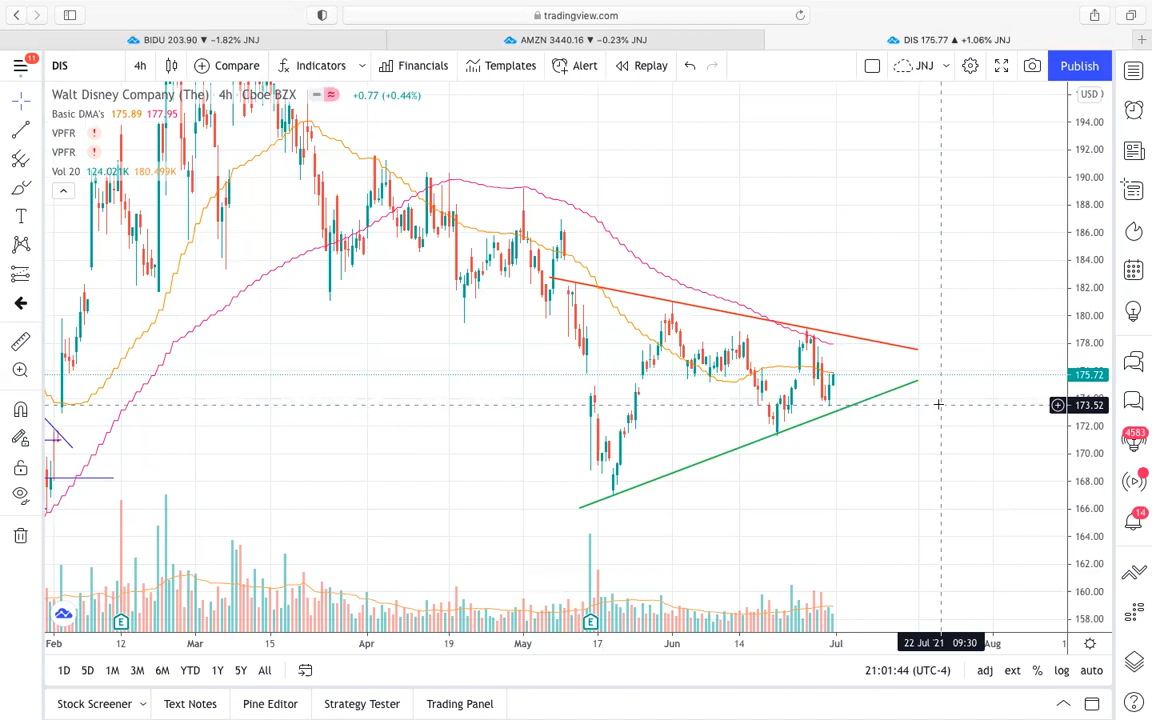 tradingview.com
BIDU 203.90 ▼ −1.82% /JNJ
AMZN 3440.16 ▼ −0.23% /JNJ
DIS 175.77 ▲ +1.06% /JNJ
11
DIS
4h
Compare
Indicators
Financials
Templates
Alert
Replay
JNJ
Publish
Walt Disney Company (The) · 4h · Cboe BZX
+0.77 (+0.44%)
USD
Basic DMA's 175.89 177.95
VPFR !
VPFR !
Vol 20 124.021K 180.499K
194.00
192.00
190.00
188.00
186.00
184.00
182.00
180.00
178.00
175.72
173.52
172.00
170.00
168.00
166.00
164.00
162.00
160.00
158.00
4583
14
E
E
Feb 12 Mar 15 Apr 19 May 17 Jun 14 Jul 22 Jul '21 09:30 Aug
1D 5D 1M 3M 6M YTD 1Y 5Y All
21:01:44 (UTC-4)
adj ext % log auto
Stock Screener
Text Notes
Pine Editor
Strategy Tester
Trading Panel